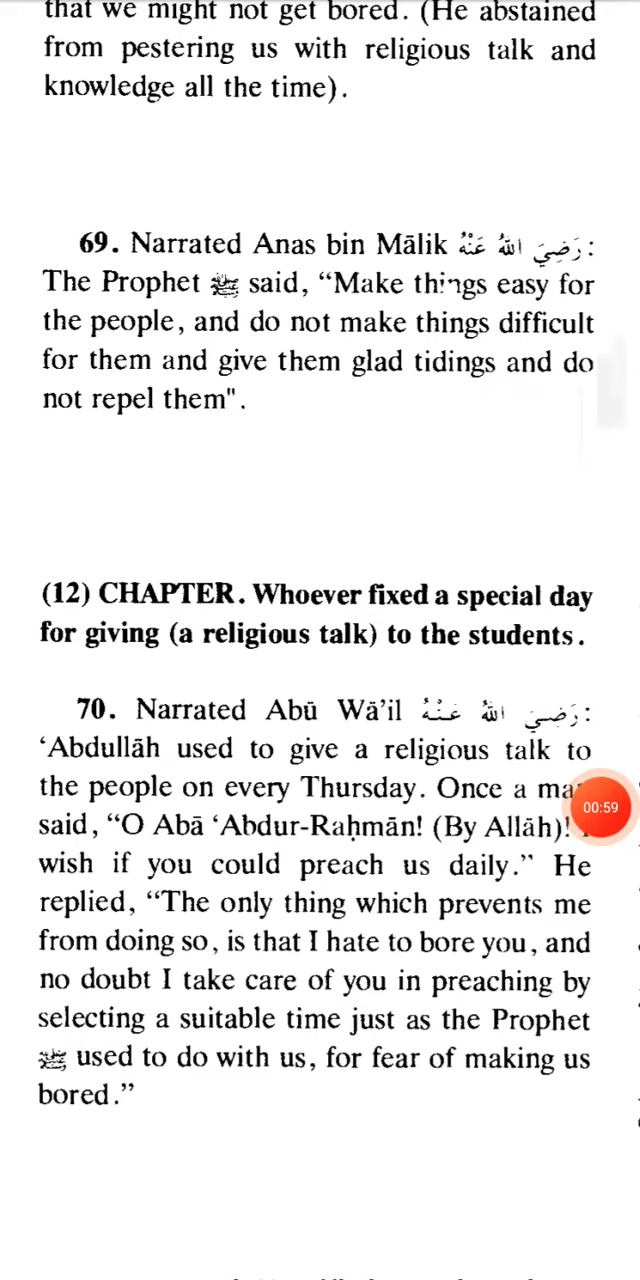 that we might not get bored. (He abstained
from pestering us with religious talk and
knowledge all the time).
69. Narrated Anas bin Mālik رَضِيَ اللهُ عَنْهُ:
The Prophet ﷺ said, “Make things easy for
the people, and do not make things difficult
for them and give them glad tidings and do
not repel them".
(12) CHAPTER. Whoever fixed a special day
for giving (a religious talk) to the students.
70. Narrated Abū Wā’il رَضِيَ اللهُ عَنْهُ:
‘Abdullāh used to give a religious talk to
the people on every Thursday. Once a
00:59
said, “O Abā ‘Abdur-Raḥmān! (By Allāh)!
wish if you could preach us daily.” He
replied, “The only thing which prevents me
from doing so, is that I hate to bore you, and
no doubt I take care of you in preaching by
selecting a suitable time just as the Prophet
ﷺ used to do with us, for fear of making us
bored.”